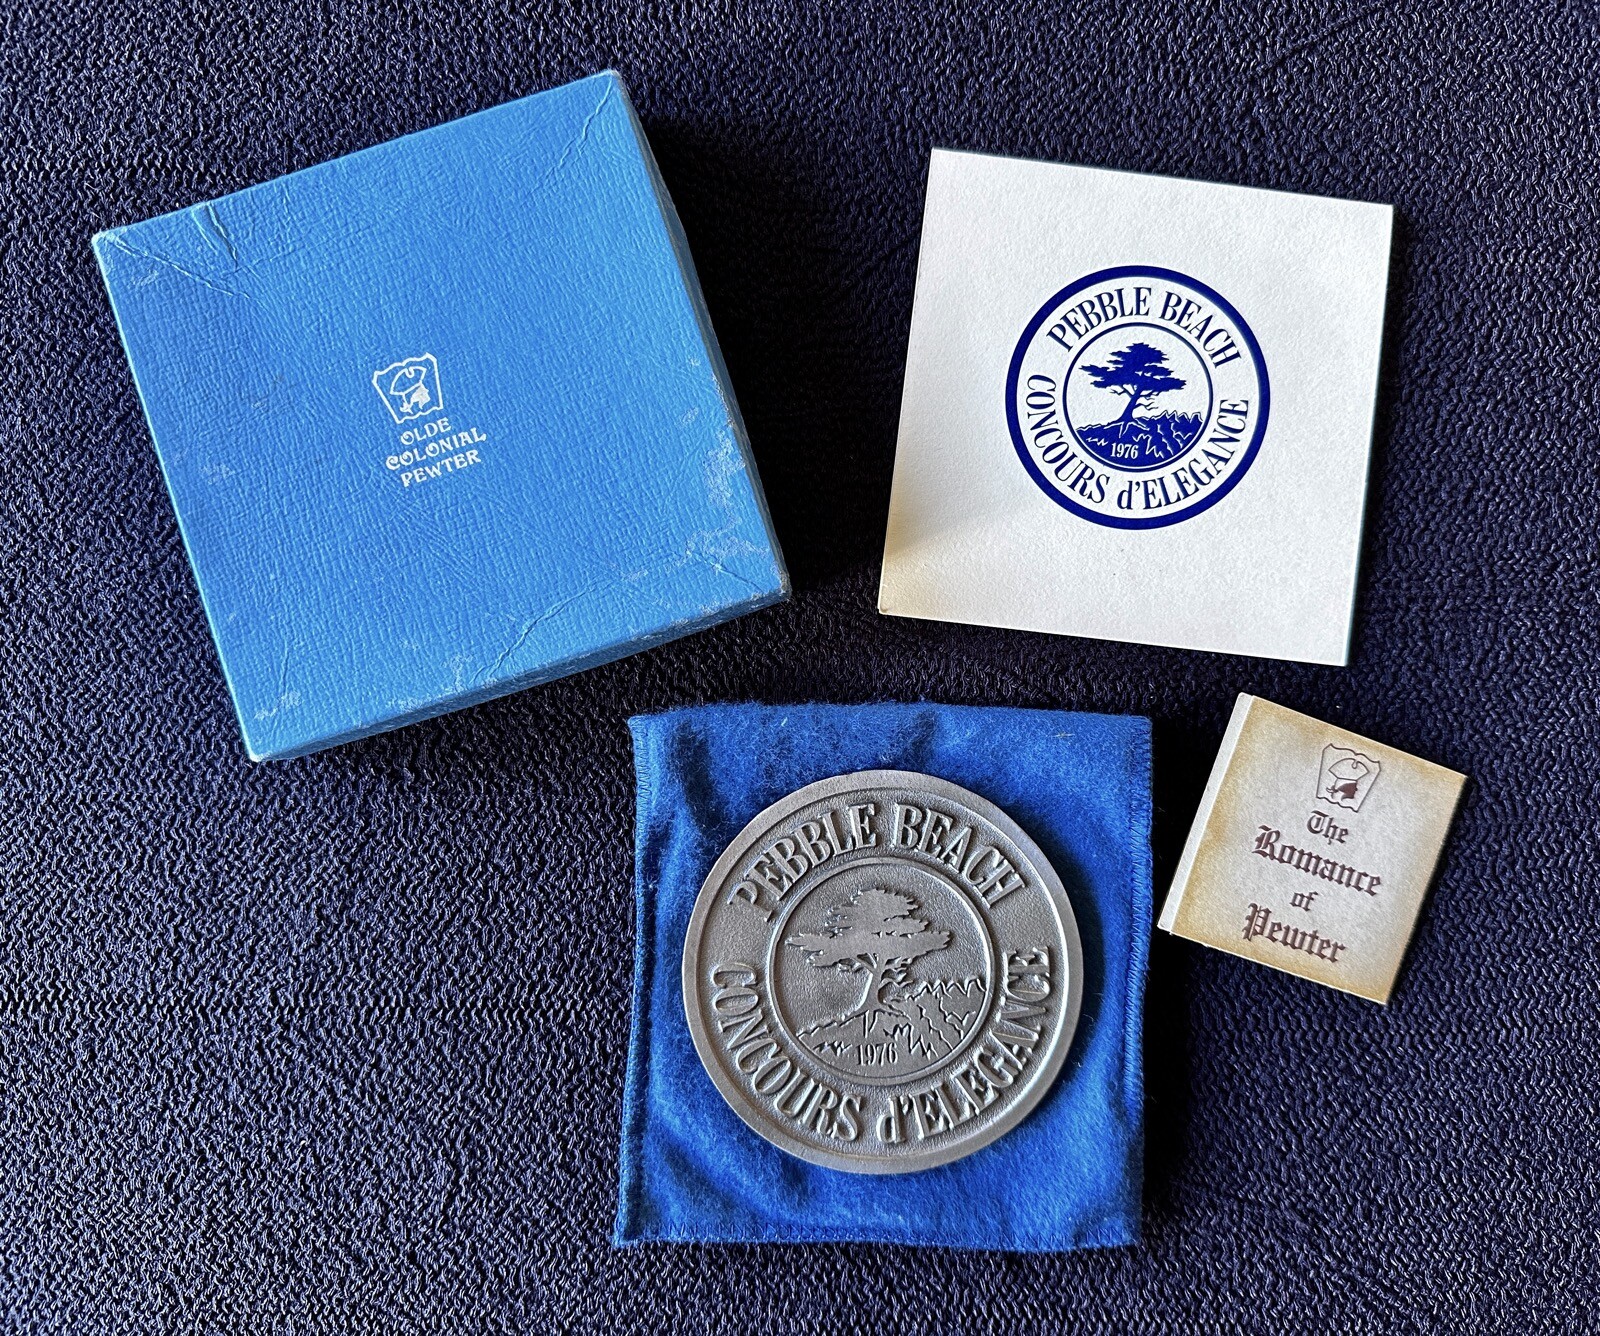 OLDE
COLONIAL
PEWTER
PEBBLE BEACH
CONCOURS d'ELEGANCE
1976
The
Romance
of
Pewter
PEBBLE BEACH
CONCOURS d'ELEGANCE
1976